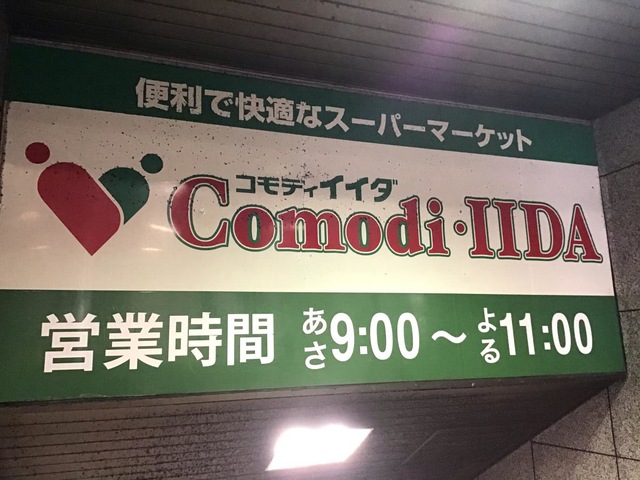 便利で快適なスーパーマーケット
コモディイイダ
Comodi・IIDA
営業時間 あさ9:00～よる11:00